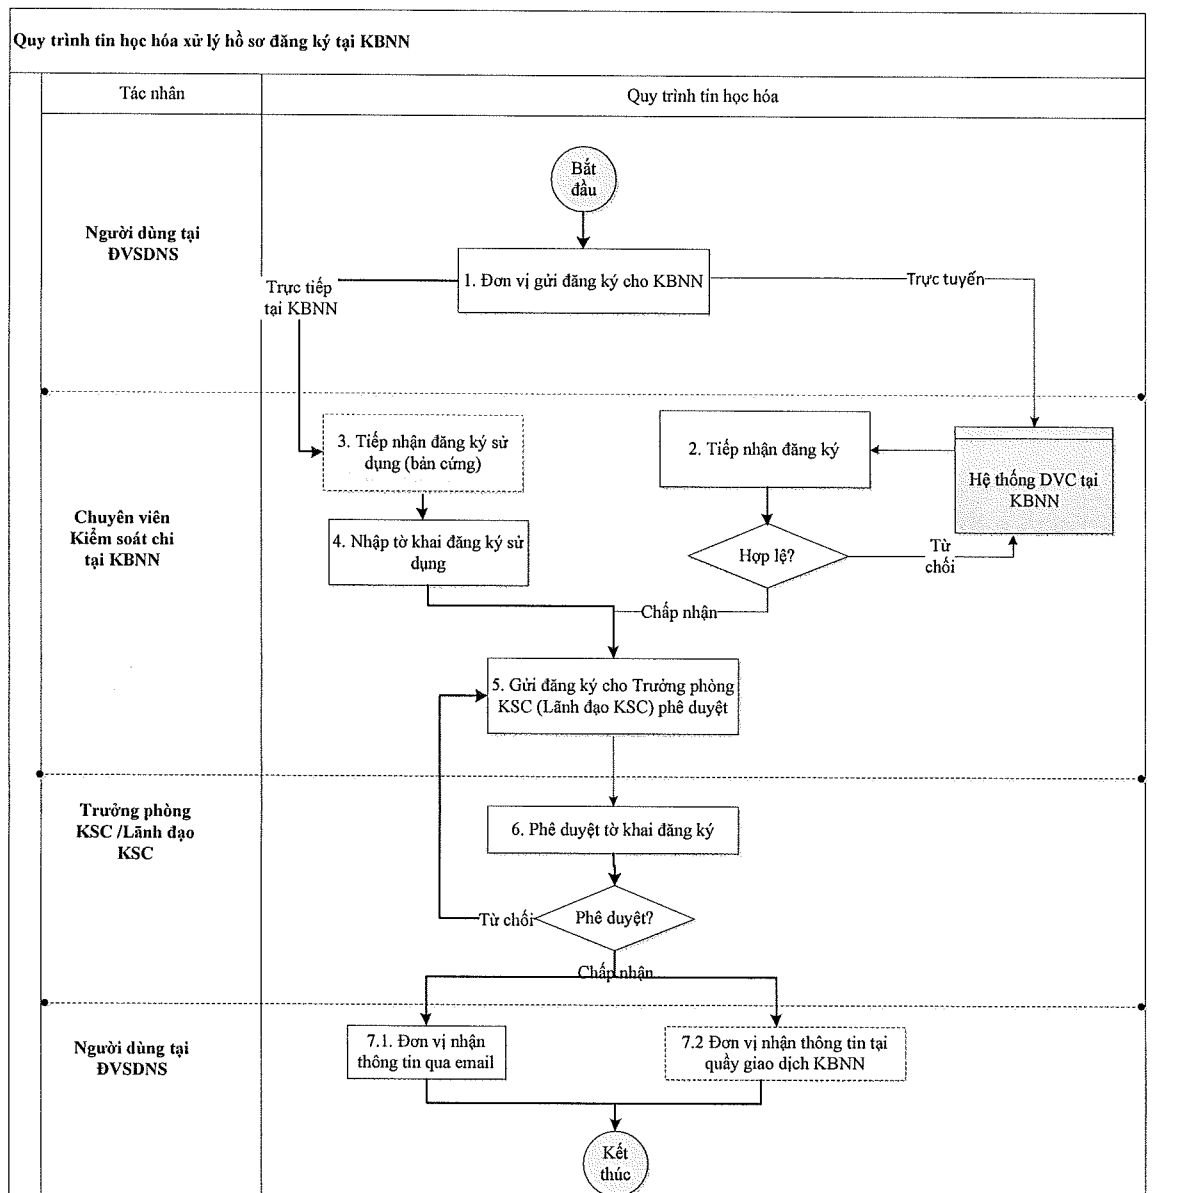 Quy trình tin học hóa xử lý hồ sơ đăng ký tại KBNN
Tác nhân
Quy trình tin học hóa
Bắt
đầu
Người dùng tại
ĐVSDNS
1. Đơn vị gửi đăng ký cho KBNN
Trực tiếp
tại KBNN
Trực tuyến
3. Tiếp nhận đăng ký sử
dụng (bản cứng)
2. Tiếp nhận đăng ký
Hệ thống DVC tại
KBNN
Chuyên viên
Kiểm soát chi
tại KBNN
4. Nhập tờ khai đăng ký sử
dụng
Hợp lệ?
Từ
chối
Chấp nhận
5. Gửi đăng ký cho Trưởng phòng
KSC (Lãnh đạo KSC) phê duyệt
Trưởng phòng
KSC /Lãnh đạo
KSC
6. Phê duyệt tờ khai đăng ký
Từ chối
Phê duyệt?
Chấp nhận
Người dùng tại
ĐVSDNS
7.1. Đơn vị nhận
thông tin qua email
7.2 Đơn vị nhận thông tin tại
quầy giao dịch KBNN
Kết
thúc